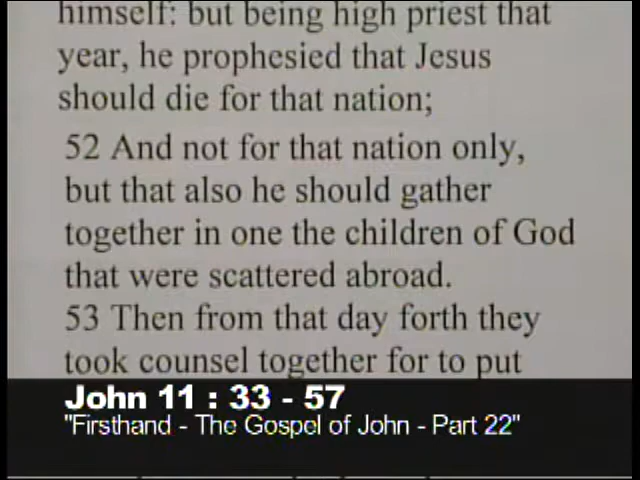 himself: but being high priest that
year, he prophesied that Jesus
should die for that nation;
52 And not for that nation only,
but that also he should gather
together in one the children of God
that were scattered abroad.
53 Then from that day forth they
took counsel together for to put
John 11 : 33 - 57
"Firsthand - The Gospel of John - Part 22"